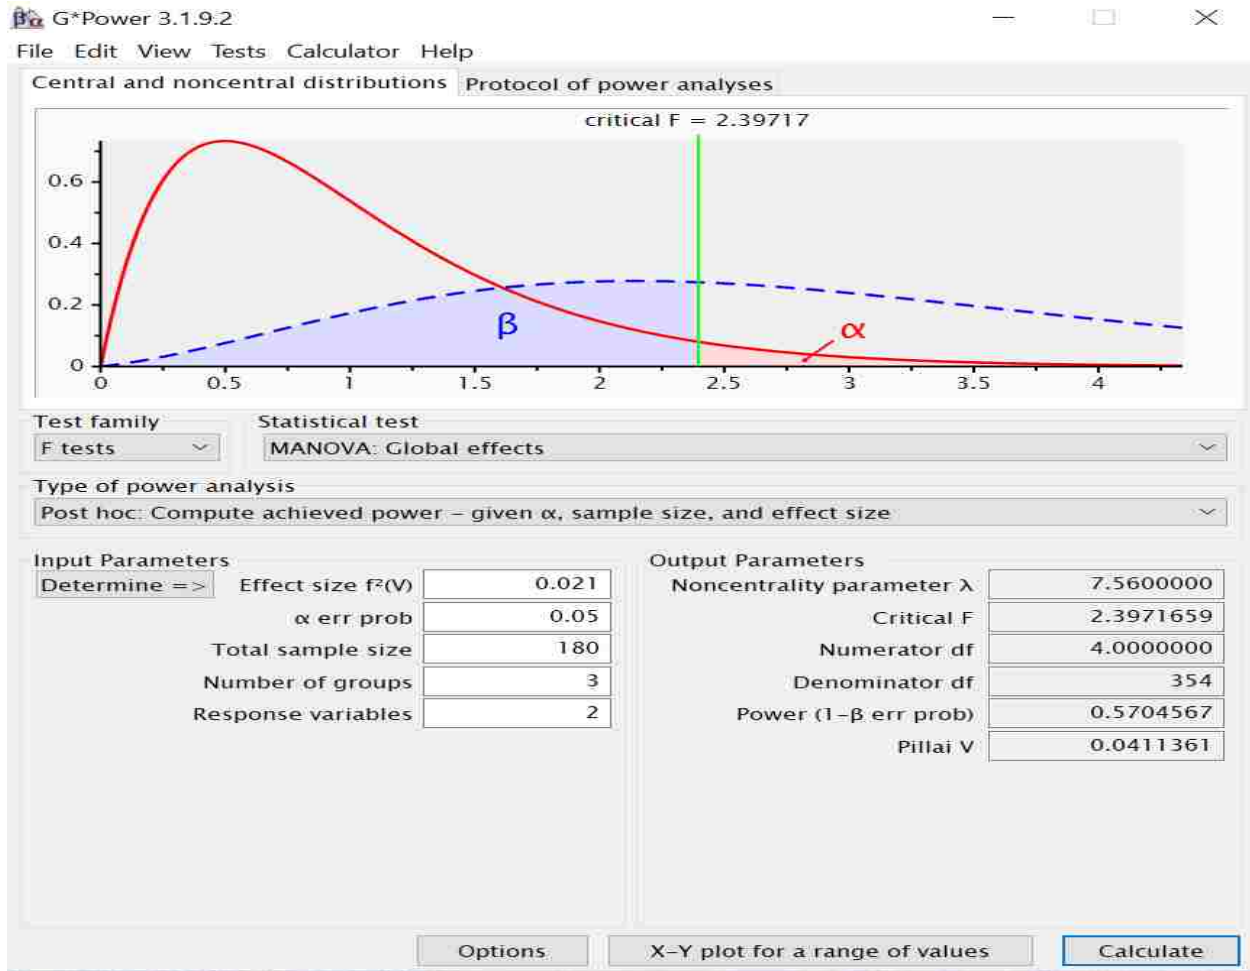 G*Power 3.1.9.2
File Edit View Tests Calculator Help
Central and noncentral distributions Protocol of power analyses
critical F = 2.39717
0.6
0.4
0.2
0
β
α
0 0.5 1 1.5 2 2.5 3 3.5 4
Test family Statistical test
F tests MANOVA: Global effects
Type of power analysis
Post hoc: Compute achieved power – given α, sample size, and effect size
Input Parameters Output Parameters
Determine => Effect size f²(V) 0.021 Noncentrality parameter λ 7.5600000
α err prob 0.05 Critical F 2.3971659
Total sample size 180 Numerator df 4.0000000
Number of groups 3 Denominator df 354
Response variables 2 Power (1-β err prob) 0.5704567
Pillai V 0.0411361
Options X-Y plot for a range of values Calculate